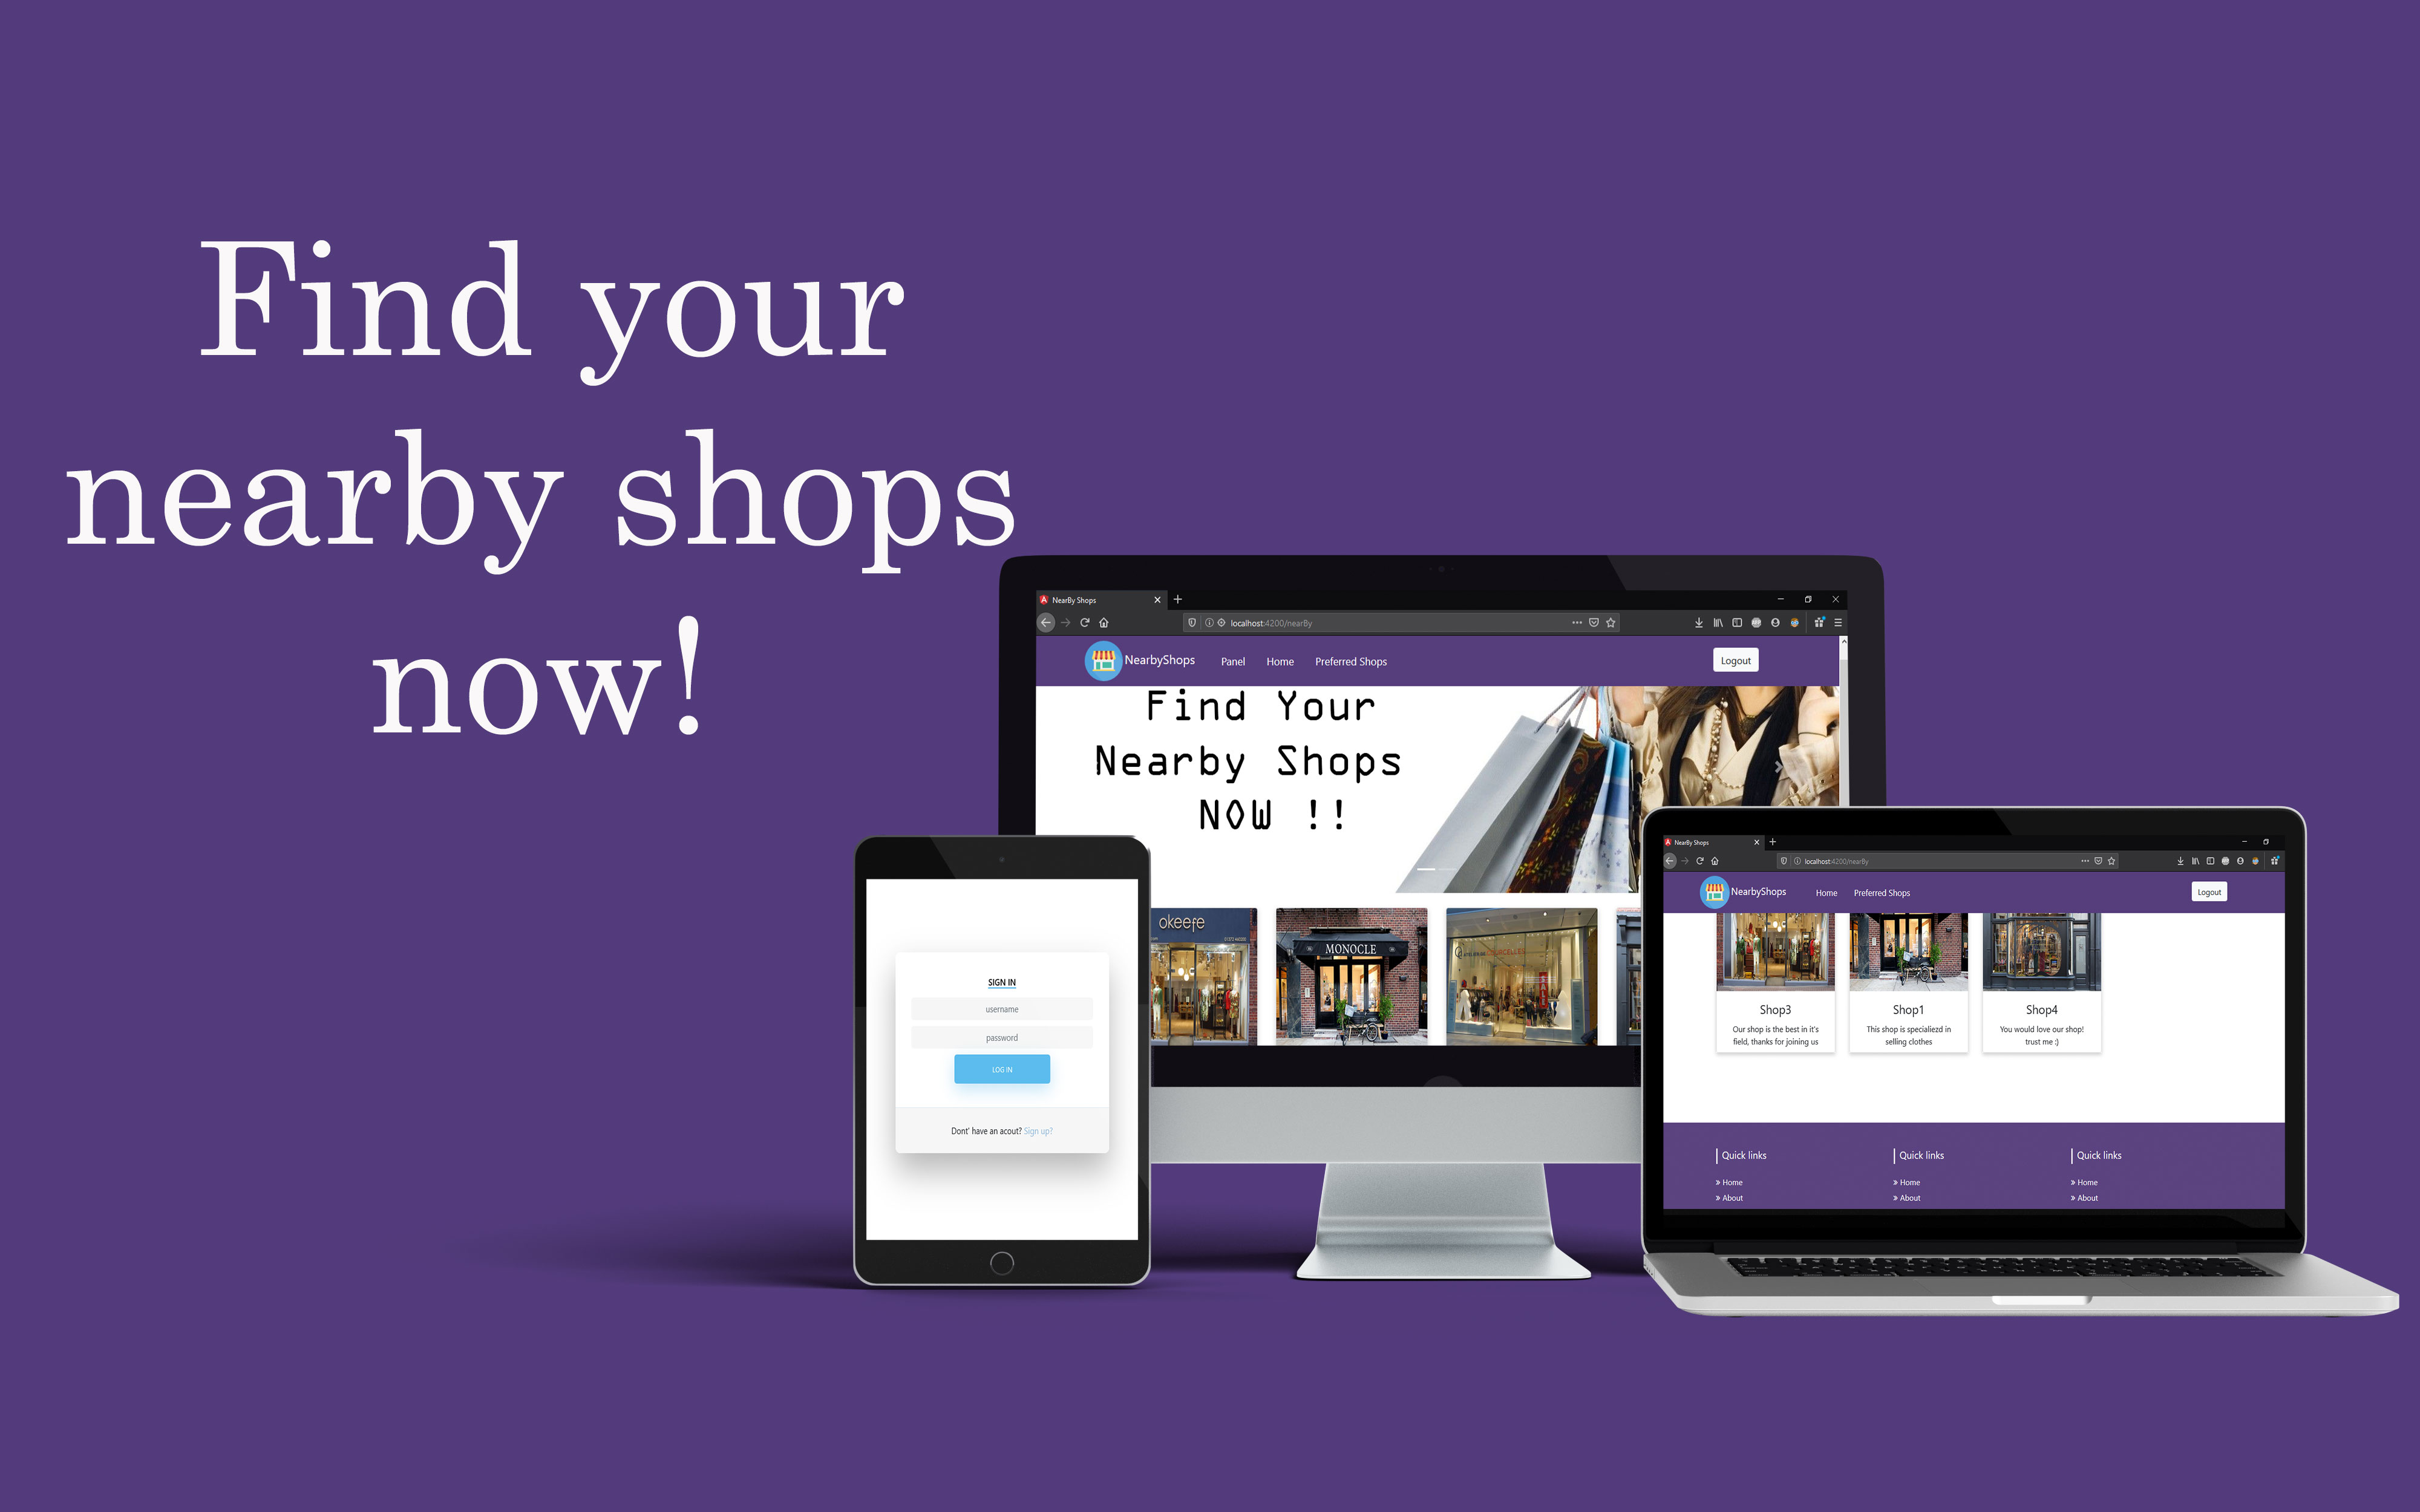 Find your
nearby shops
now!
NearBy Shops
localhost:4200/nearBy
NearbyShops Panel Home Preferred Shops Logout
Find Your
Nearby Shops
NOW !!
okeefe
MONOCLE
SALE
SIGN IN
username
password
LOG IN
Dont' have an acout? Sign up?
NearBy Shops
localhost:4200/nearBy
NearbyShops Home Preferred Shops Logout
Shop3
Our shop is the best in it's
field, thanks for joining us
Shop1
This shop is specialiezd in
selling clothes
Shop4
You would love our shop!
trust me :)
Quick links Quick links Quick links
» Home » Home » Home
» About » About » About